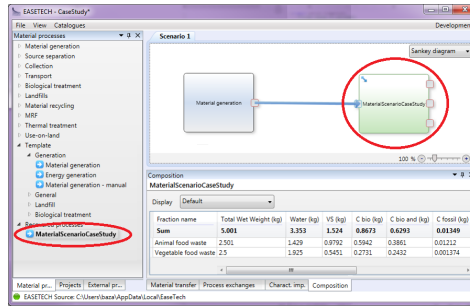 EASETECH - CaseStudy*
File View Catalogues
Developmen
Material processes
Material generation
Source separation
Collection
Transport
Biological treatment
Landfills
Material recycling
MRF
Thermal treatment
Use-on-land
Template
Generation
Material generation
Energy generation
Material generation - manual
General
Landfill
Biological treatment
Required processes
MaterialScenarioCaseStudy
Material pr... Projects External pr...
Scenario 1
Sankey diagram
Material generation
MaterialScenarioCaseStudy
100 %
Composition
MaterialScenarioCaseStudy
Display Default
Fraction name Total Wet Weight (kg) Water (kg) VS (kg) C bio (kg) C bio and (kg) C fossil (kg)
Sum 5.001 3.353 1.524 0.8673 0.6293 0.01349
Animal food waste 2.501 1.429 0.9792 0.5942 0.3861 0.01212
Vegetable food waste 2.5 1.925 0.5451 0.2731 0.2432 0.001374
Material transfer Process exchanges Charact. imp. Composition
EASETECH Source: C:\Users\baza\AppData\Local\EaseTech